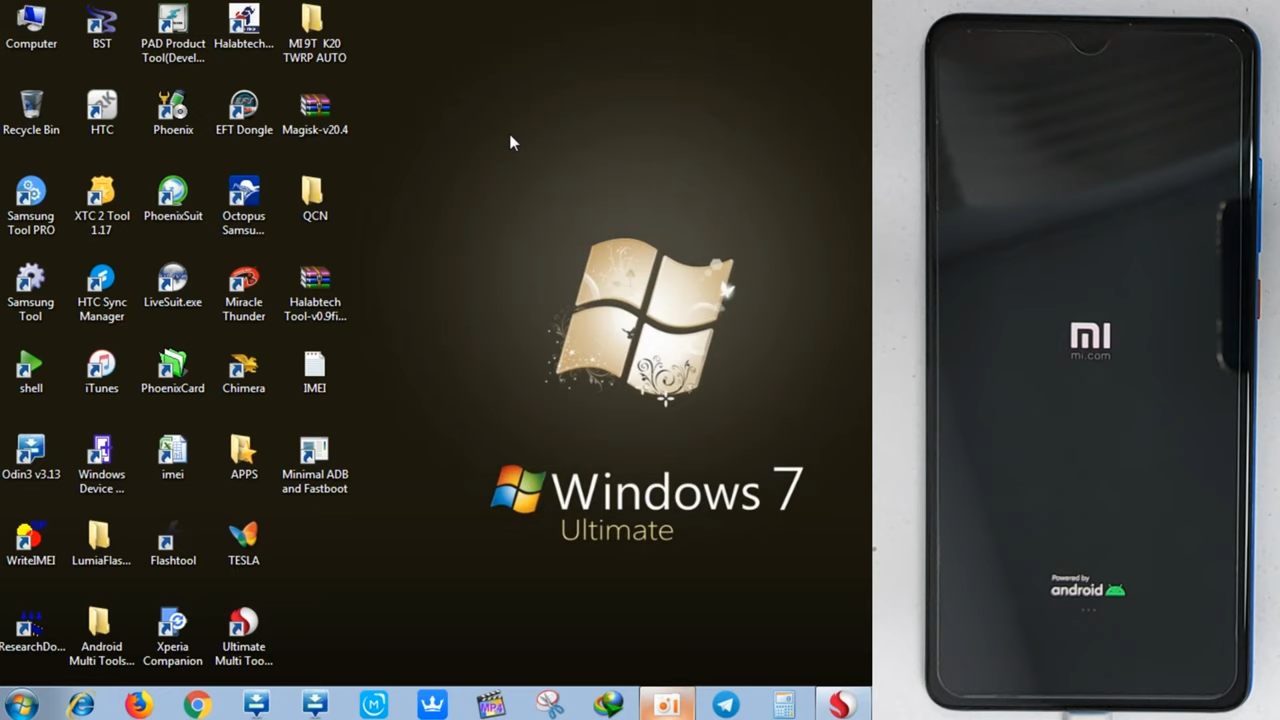 Computer
BST
PAD Product
Tool(Devel...
Halabtech...
MI 9T K20
TWRP AUTO
Recycle Bin
HTC
Phoenix
EFT Dongle
Magisk-v20.4
Samsung
Tool PRO
XTC 2 Tool
1.17
PhoenixSuit
Octopus
Samsu...
QCN
Samsung
Tool
HTC Sync
Manager
LiveSuit.exe
Miracle
Thunder
Halabtech
Tool-v0.9fi...
shell
iTunes
PhoenixCard
Chimera
IMEI
Odin3 v3.13
Windows
Device ...
imei
APPS
Minimal ADB
and Fastboot
WriteIMEI
LumiaFlas...
Flashtool
TESLA
ResearchDo...
Android
Multi Tools...
Xperia
Companion
Ultimate
Multi Too...
EFT
Windows 7
Ultimate
MP4
mi
mi.com
Powered by
android